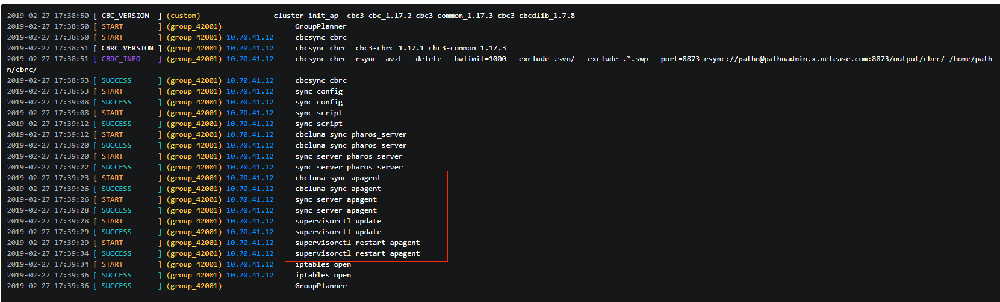 2019-02-27 17:38:50 [ CBC_VERSION ] (custom) cluster init_ap cbc3-cbc_1.17.2 cbc3-common_1.17.3 cbc3-cbcdlib_1.7.8
2019-02-27 17:38:50 [ START ] (group_42001) GroupPlanner
2019-02-27 17:38:50 [ START ] (group_42001) 10.70.41.12 cbcsync cbrc
2019-02-27 17:38:51 [ CBRC_VERSION ] (group_42001) 10.70.41.12 cbcsync cbrc cbc3-cbrc_1.17.1 cbc3-common_1.17.3
2019-02-27 17:38:51 [ CBRC_INFO ] (group_42001) 10.70.41.12 cbcsync cbrc rsync -avzL --delete --bwlimit=1000 --exclude .svn/ --exclude .*.swp --port=8873 rsync://pathn@pathnadmin.x.netease.com:8873/output/cbrc/ /home/path
n/cbrc/
2019-02-27 17:38:53 [ SUCCESS ] (group_42001) 10.70.41.12 cbcsync cbrc
2019-02-27 17:38:53 [ START ] (group_42001) 10.70.41.12 sync config
2019-02-27 17:39:08 [ SUCCESS ] (group_42001) 10.70.41.12 sync config
2019-02-27 17:39:08 [ START ] (group_42001) 10.70.41.12 sync script
2019-02-27 17:39:12 [ SUCCESS ] (group_42001) 10.70.41.12 sync script
2019-02-27 17:39:12 [ START ] (group_42001) 10.70.41.12 cbcluna sync pharos_server
2019-02-27 17:39:20 [ SUCCESS ] (group_42001) 10.70.41.12 cbcluna sync pharos_server
2019-02-27 17:39:20 [ START ] (group_42001) 10.70.41.12 sync server pharos_server
2019-02-27 17:39:22 [ SUCCESS ] (group_42001) 10.70.41.12 sync server pharos_server
2019-02-27 17:39:23 [ START ] (group_42001) 10.70.41.12 cbcluna sync apagent
2019-02-27 17:39:26 [ SUCCESS ] (group_42001) 10.70.41.12 cbcluna sync apagent
2019-02-27 17:39:26 [ START ] (group_42001) 10.70.41.12 sync server apagent
2019-02-27 17:39:28 [ SUCCESS ] (group_42001) 10.70.41.12 sync server apagent
2019-02-27 17:39:28 [ START ] (group_42001) 10.70.41.12 supervisorctl update
2019-02-27 17:39:29 [ SUCCESS ] (group_42001) 10.70.41.12 supervisorctl update
2019-02-27 17:39:29 [ START ] (group_42001) 10.70.41.12 supervisorctl restart apagent
2019-02-27 17:39:34 [ SUCCESS ] (group_42001) 10.70.41.12 supervisorctl restart apagent
2019-02-27 17:39:34 [ START ] (group_42001) 10.70.41.12 iptables open
2019-02-27 17:39:36 [ SUCCESS ] (group_42001) 10.70.41.12 iptables open
2019-02-27 17:39:36 [ SUCCESS ] (group_42001) GroupPlanner